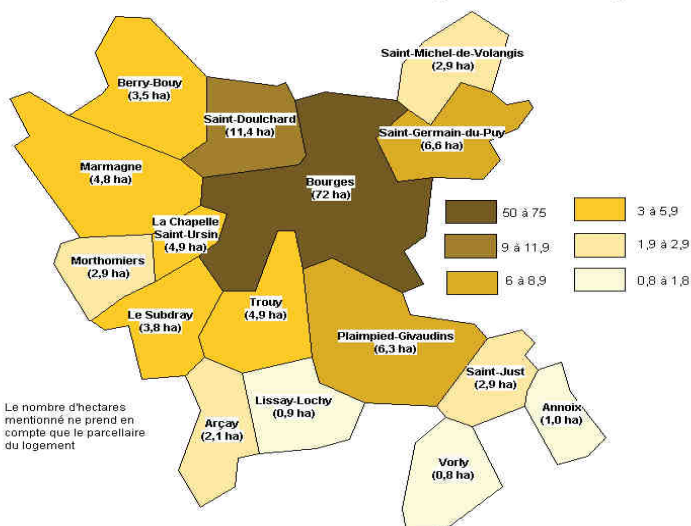 Saint-Michel-de-Volangis
(2,9 ha)
Berry-Bouy
(3,5 ha)
Saint-Doulchard
(11,4 ha)
Saint-Germain-du-Puy
(6,6 ha)
Marmagne
(4,8 ha)
Bourges
(72 ha)
La Chapelle
Saint-Ursin
(4,9 ha)
50 à 75
3 à 5,9
9 à 11,9
1,9 à 2,9
6 à 8,9
0,8 à 1,8
Morthomiers
(2,9 ha)
Le Subdray
(3,8 ha)
Trouy
(4,9 ha)
Plaimpied-Givaudins
(6,3 ha)
Saint-Just
(2,9 ha)
Lissay-Lochy
(0,9 ha)
Annoix
(1,0 ha)
Arçay
(2,1 ha)
Vorly
(0,8 ha)
Le nombre d'hectares
mentionné ne prend en
compte que le parcellaire
du logement